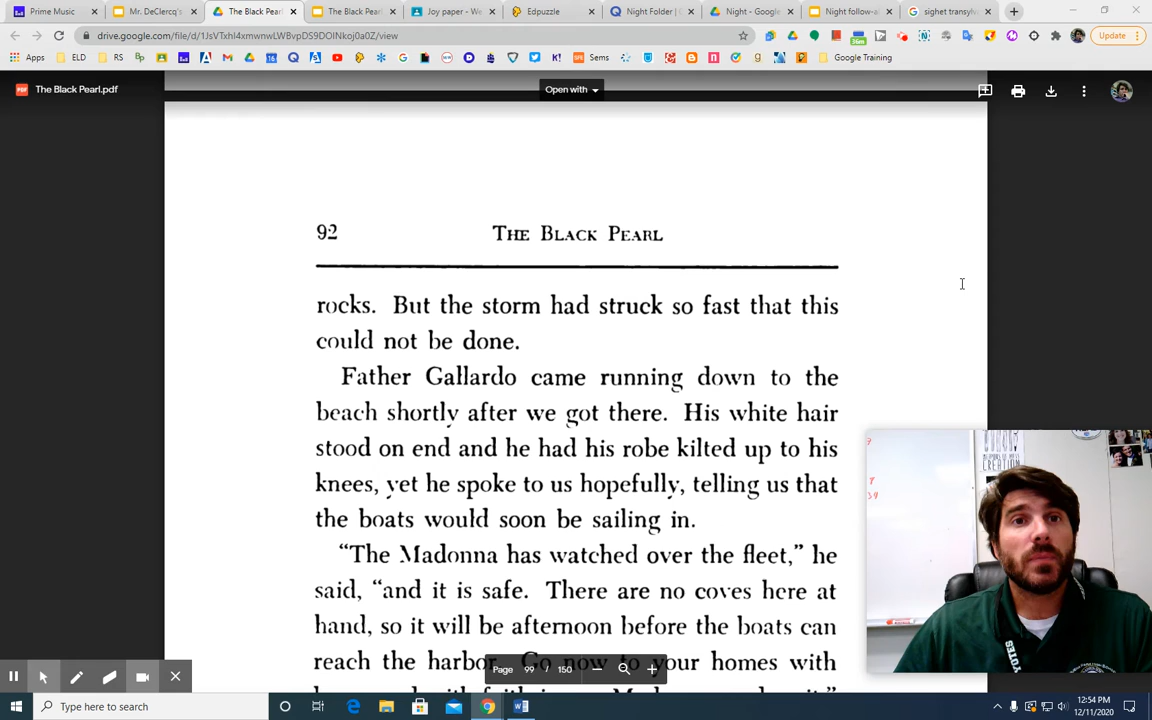 Prime Music
Mr. DeClercq's
The Black Pearl
The Black Pearl
Joy paper - We
Edpuzzle
Night Folder | C
Night - Google
Night follow-a
sighet transylv
drive.google.com/file/d/1JsVTxhl4xmwnwLWBvpDS9DOINkoj0a0Z/view
Update
Apps
ELD
RS
Sems
Google Training
The Black Pearl.pdf
Open with
92
THE BLACK PEARL
rocks. But the storm had struck so fast that this
could not be done.
Father Gallardo came running down to the
beach shortly after we got there. His white hair
stood on end and he had his robe kilted up to his
knees, yet he spoke to us hopefully, telling us that
the boats would soon be sailing in.
“The Madonna has watched over the fleet,” he
said, “and it is safe. There are no coves here at
hand, so it will be afternoon before the boats can
reach the harbor. Go now to your homes with
Page 99 / 150
CREATION
Type here to search
12:54 PM
12/11/2020